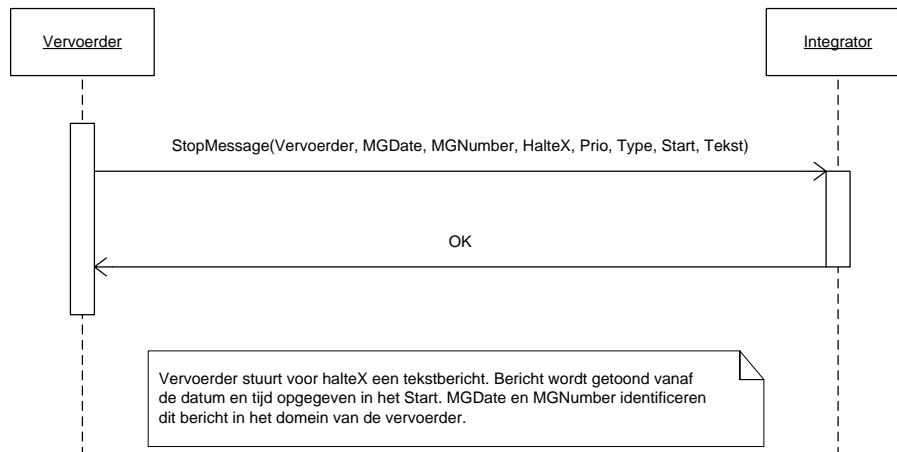 Vervoerder
Integrator
StopMessage(Vervoerder, MGDate, MGNumber, HalteX, Prio, Type, Start, Tekst)
OK
Vervoerder stuurt voor halteX een tekstbericht. Bericht wordt getoond vanaf
de datum en tijd opgegeven in het Start. MGDate en MGNumber identificeren
dit bericht in het domein van de vervoerder.